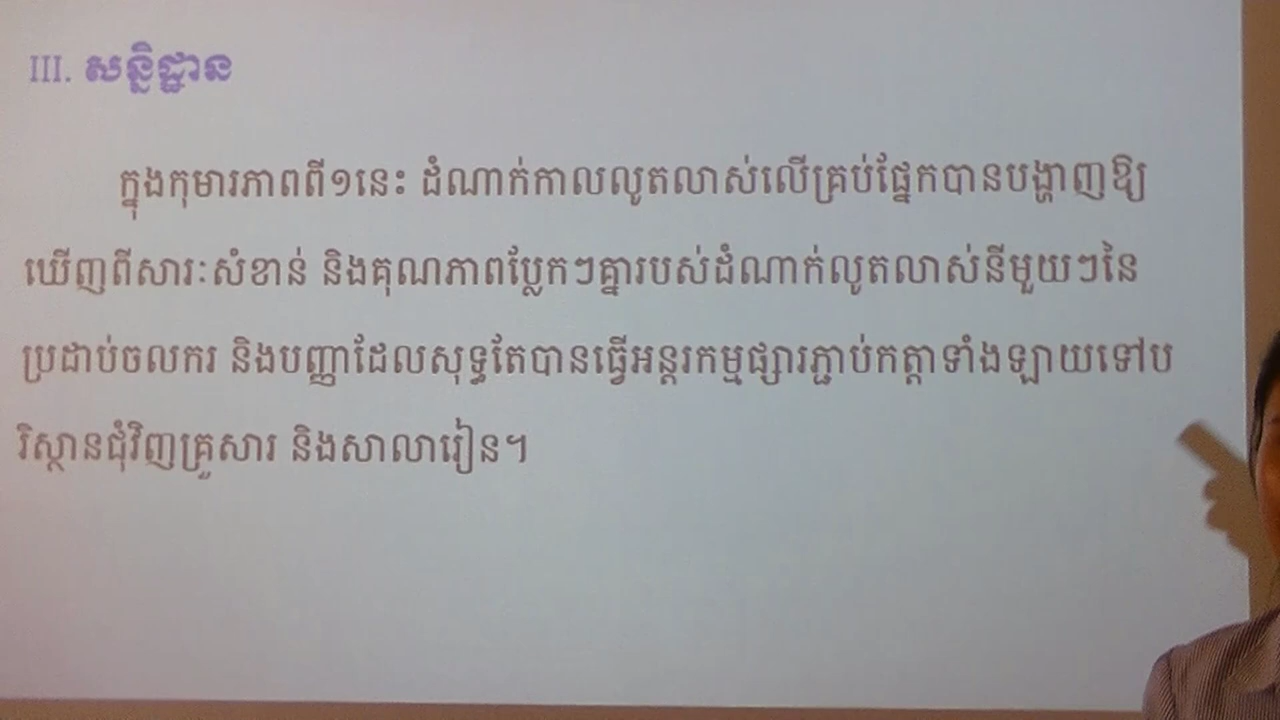 III. សន្និដ្ឋាន
ក្នុងកុមារភាពពី១នេះ ដំណាក់កាលលូតលាស់លើគ្រប់ផ្នែកបានបង្ហាញឱ្យ
ឃើញពីសារៈសំខាន់ និងគុណភាពប្លែកៗគ្នារបស់ដំណាក់លូតលាស់នីមួយៗនៃ
ប្រដាប់ចលករ និងបញ្ញាដែលសុទ្ធតែបានធ្វើអន្តរកម្មផ្សារភ្ជាប់កត្តាទាំងឡាយទៅប
រិស្ថានជុំវិញគ្រួសារ និងសាលារៀន។